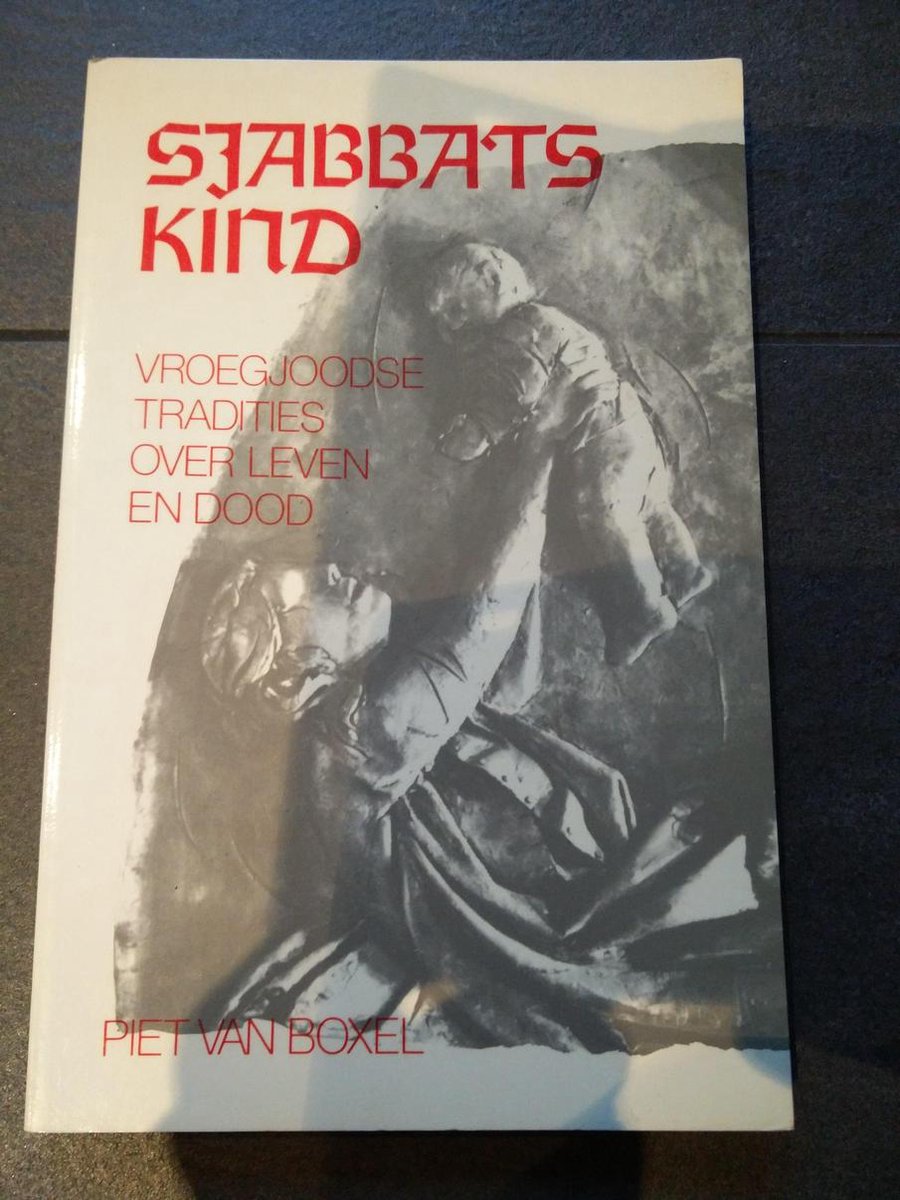 SJABBATS
KIND
VROEGJOODSE
TRADITIES
OVER LEVEN
EN DOOD
PIET VAN BOXEL